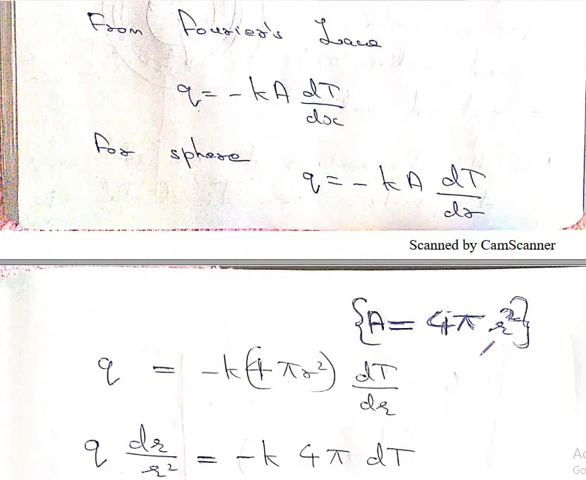 From Fourier's Law
q = -kA dT/dx
For sphere
q = -kA dT/dr
Scanned by CamScanner
{A = 4πr²}
q = -k(4πr²) dT/dr
q dr/r² = -k 4π dT